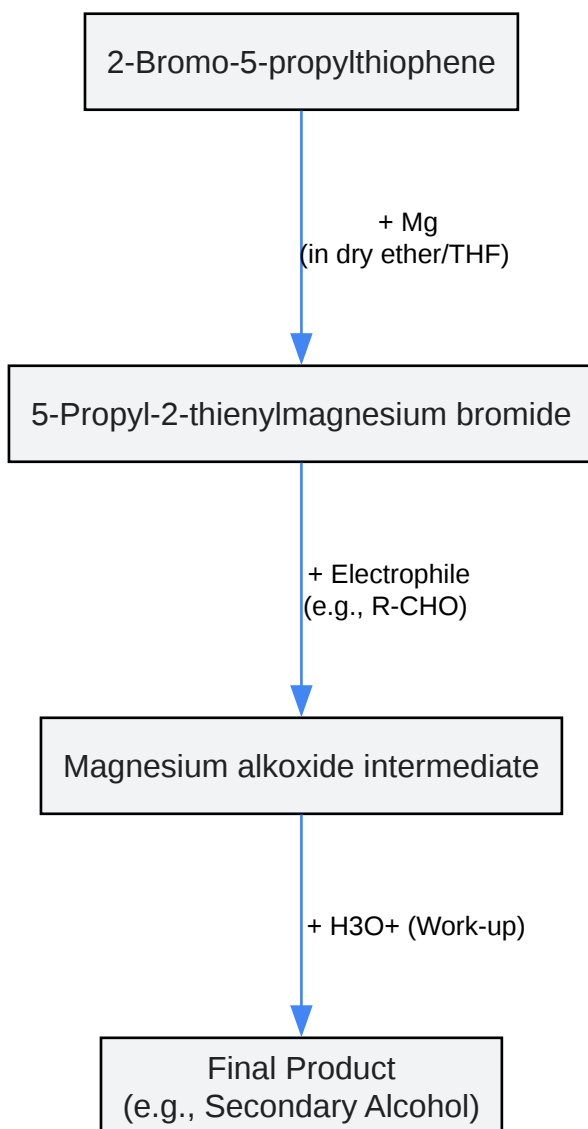 2-Bromo-5-propylthiophene
+ Mg
(in dry ether/THF)
5-Propyl-2-thienylmagnesium bromide
+ Electrophile
(e.g., R-CHO)
Magnesium alkoxide intermediate
+ H3O+ (Work-up)
Final Product
(e.g., Secondary Alcohol)